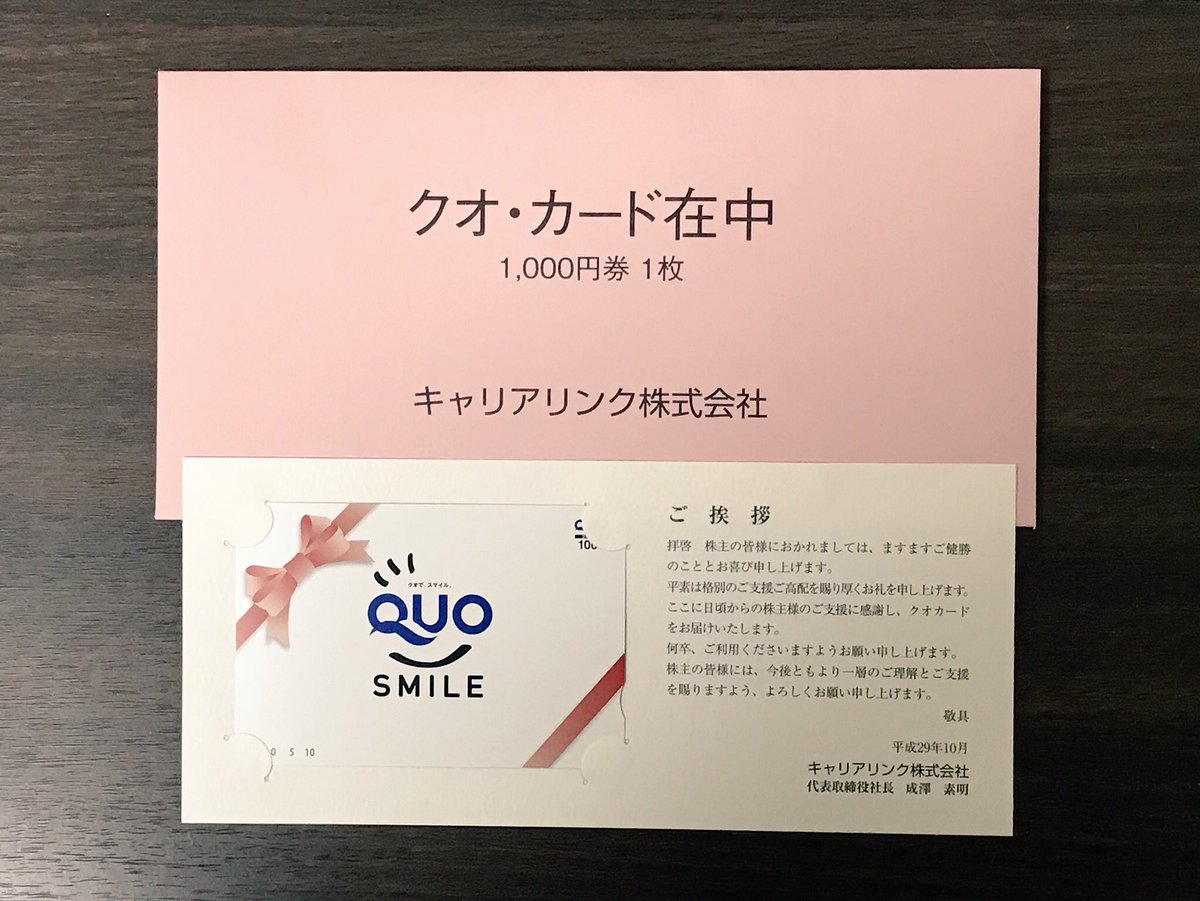 クオ・カード在中
1,000円券 1枚
キャリアリンク株式会社
クオで、スマイル。
QUO
SMILE
0 5 10
ご 挨 拶
拝啓 株主の皆様におかれましては、ますますご健勝
のこととお喜び申し上げます。
平素は格別のご支援ご高配を賜り厚くお礼を申し上げます。
ここに日頃からの株主様のご支援に感謝し、クオカード
をお届けいたします。
何卒、ご利用くださいますようお願い申し上げます。
株主の皆様には、今後ともより一層のご理解とご支援
を賜りますよう、よろしくお願い申し上げます。
敬具
平成29年10月
キャリアリンク株式会社
代表取締役社長 成澤 素明